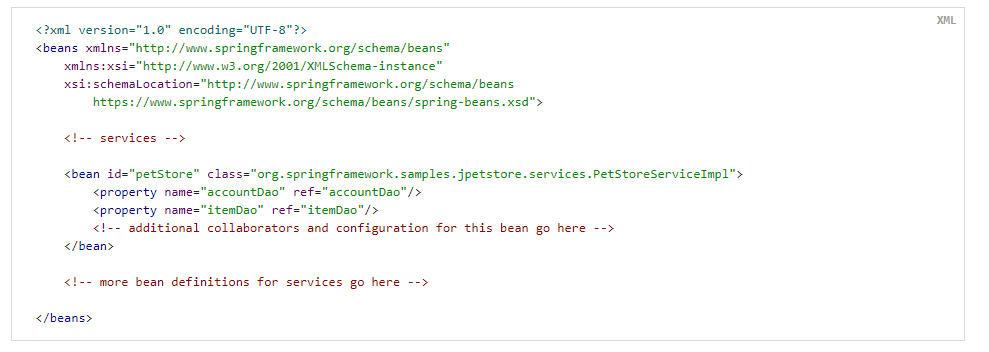 XML
<?xml version="1.0" encoding="UTF-8"?>
<beans xmlns="http://www.springframework.org/schema/beans"
    xmlns:xsi="http://www.w3.org/2001/XMLSchema-instance"
    xsi:schemaLocation="http://www.springframework.org/schema/beans
        https://www.springframework.org/schema/beans/spring-beans.xsd">
    <!-- services -->
    <bean id="petStore" class="org.springframework.samples.jpetstore.services.PetStoreServiceImpl">
        <property name="accountDao" ref="accountDao"/>
        <property name="itemDao" ref="itemDao"/>
        <!-- additional collaborators and configuration for this bean go here -->
    </bean>
    <!-- more bean definitions for services go here -->
</beans>